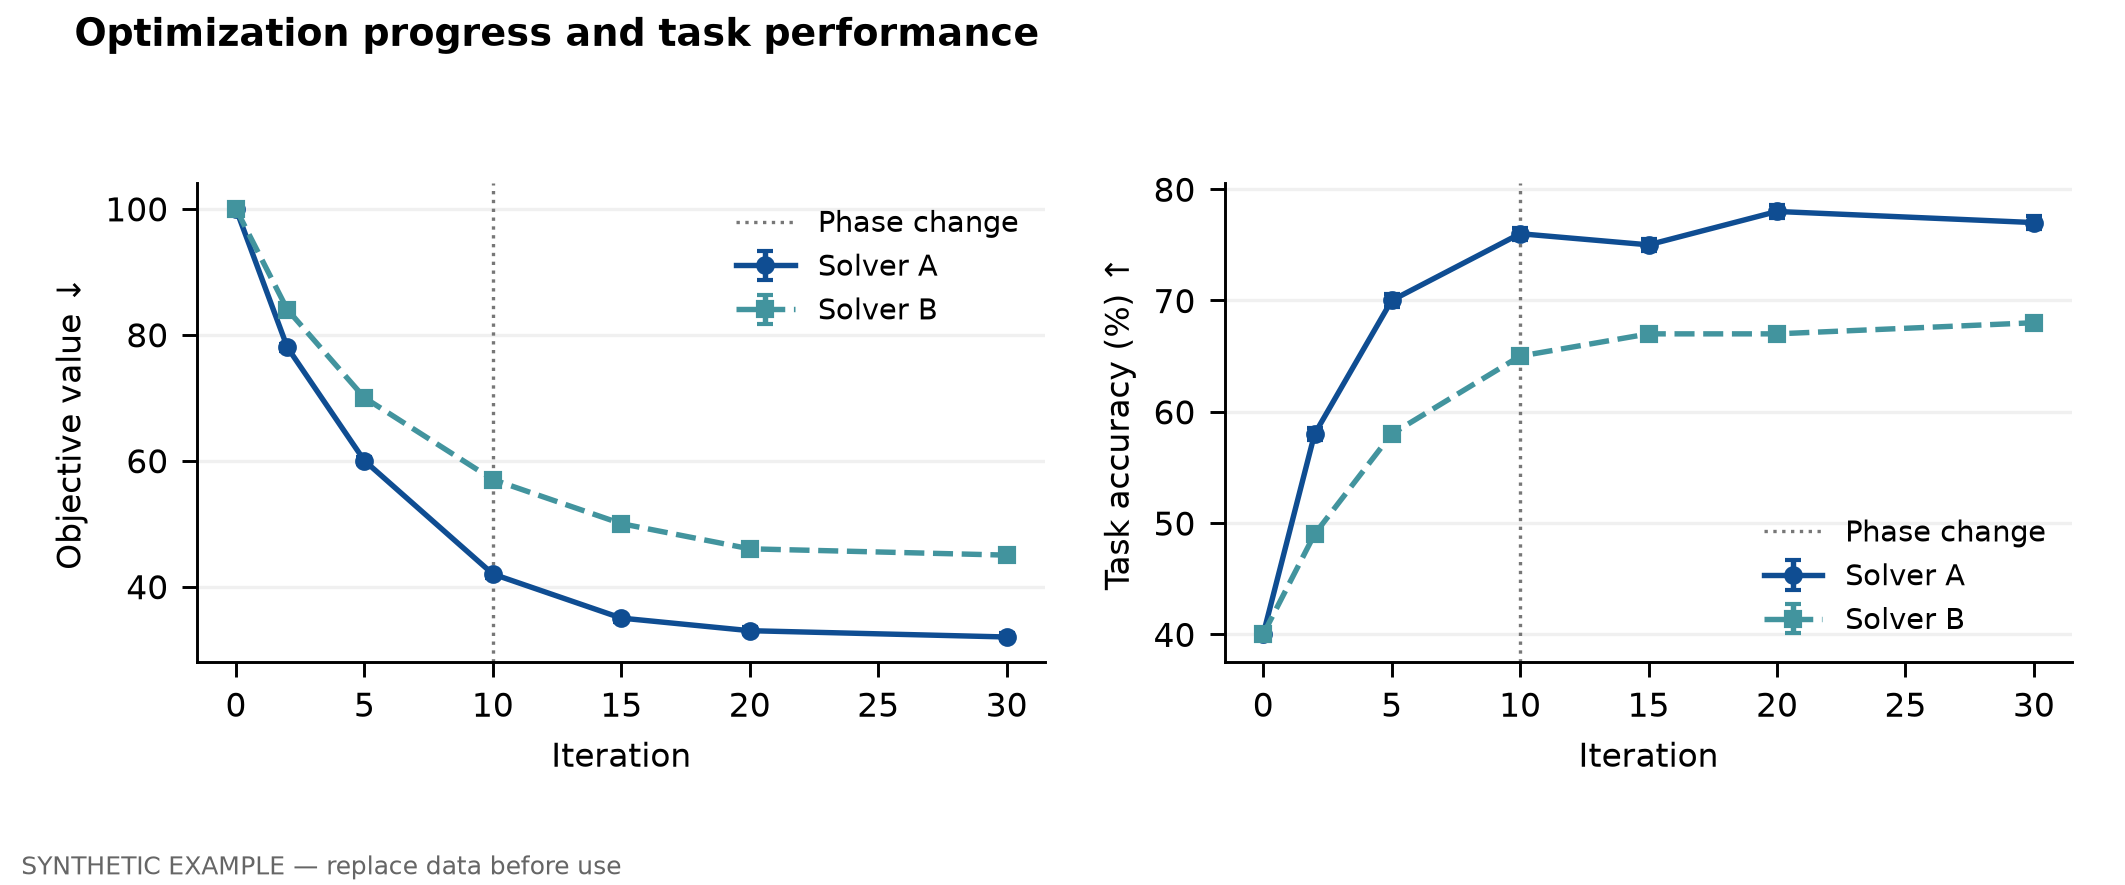 Optimization progress and task performance
Objective value ↓
100
80
60
40
Phase change
Solver A
Solver B
0 5 10 15 20 25 30
Iteration
Task accuracy (%) ↑
80
70
60
50
40
Phase change
Solver A
Solver B
0 5 10 15 20 25 30
Iteration
SYNTHETIC EXAMPLE — replace data before use